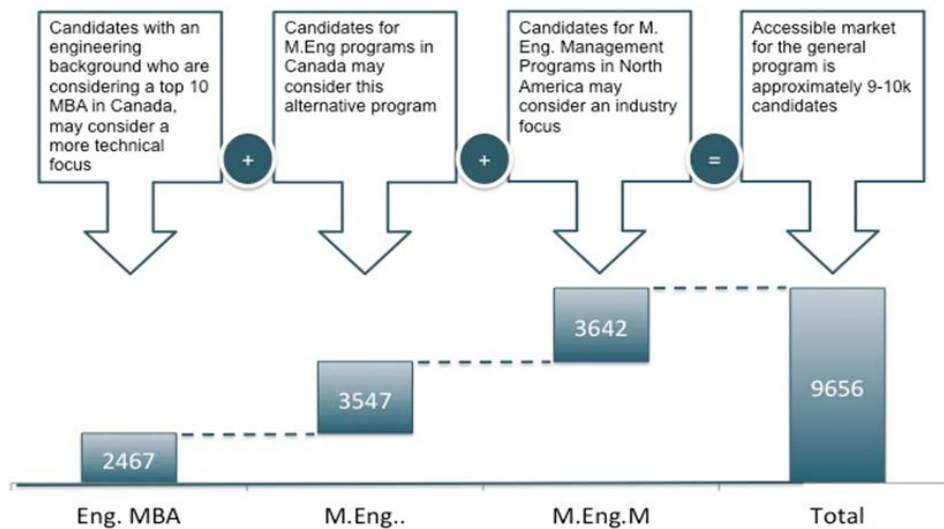 Candidates with an
engineering
background who are
considering a top 10
MBA in Canada,
may consider a
more technical
focus
+
Candidates for
M.Eng programs in
Canada may
consider this
alternative program
+
Candidates for M.
Eng. Management
Programs in North
America may
consider an industry
focus
=
Accessible market
for the general
program is
approximately 9-10k
candidates
2467
3547
3642
9656
Eng. MBA
M.Eng..
M.Eng.M
Total